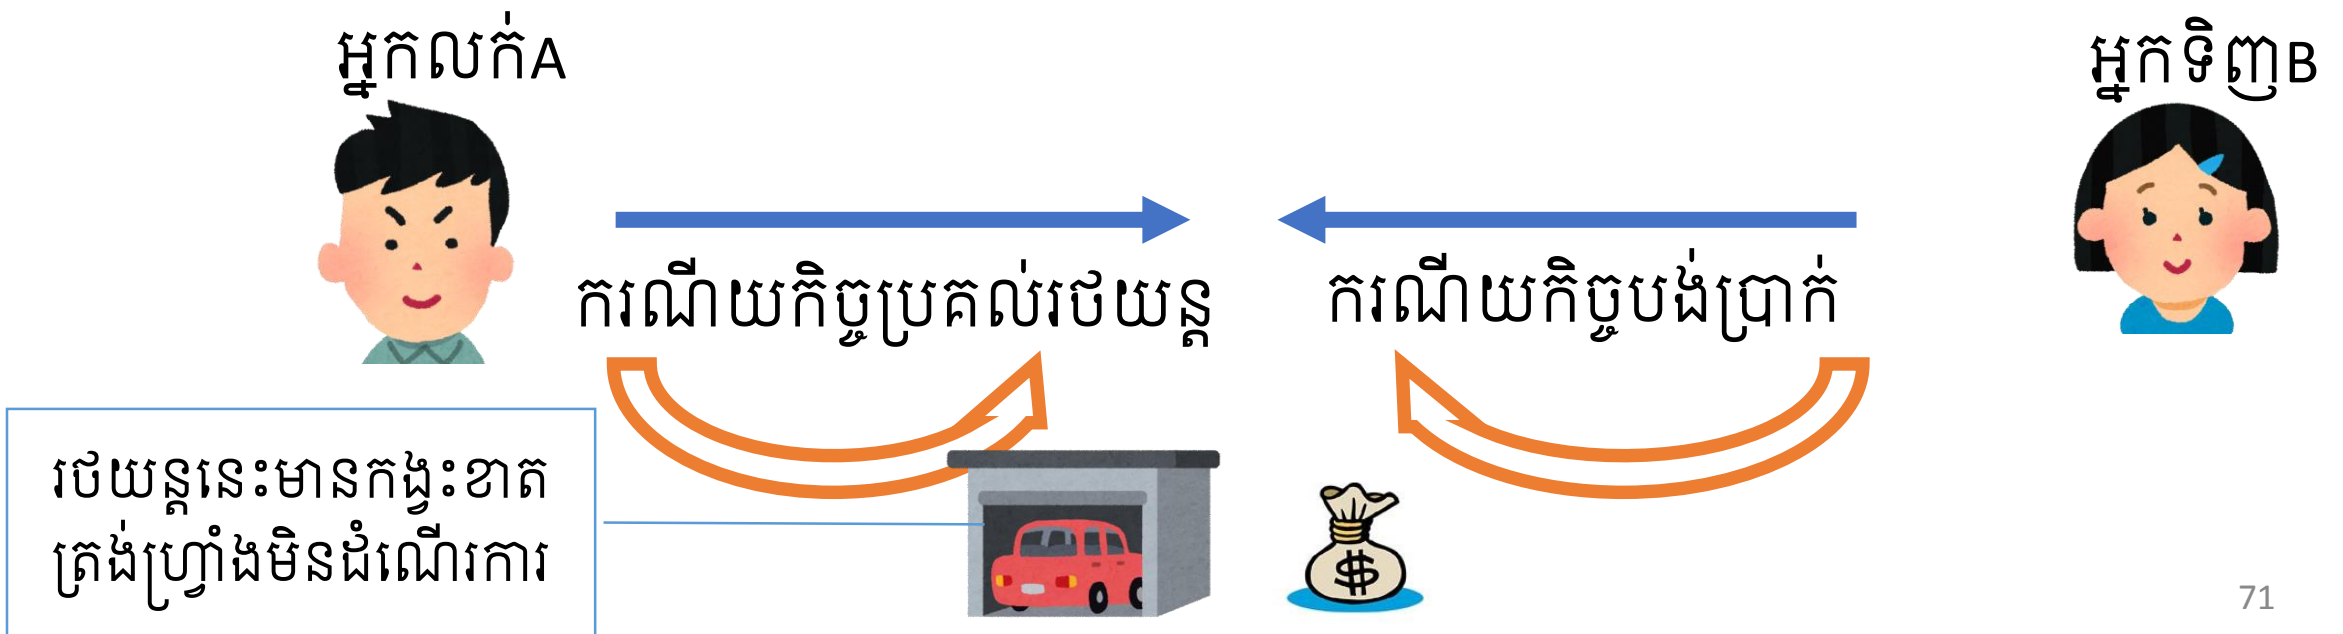 អ្នកលក់A
អ្នកទិញB
ករណីយកិច្ចប្រគល់រថយន្ត
ករណីយកិច្ចបង់ប្រាក់
រថយន្តនេះមានកង្វះខាត
ត្រង់ហ្វ្រាំងមិនដំណើរការ
$
71